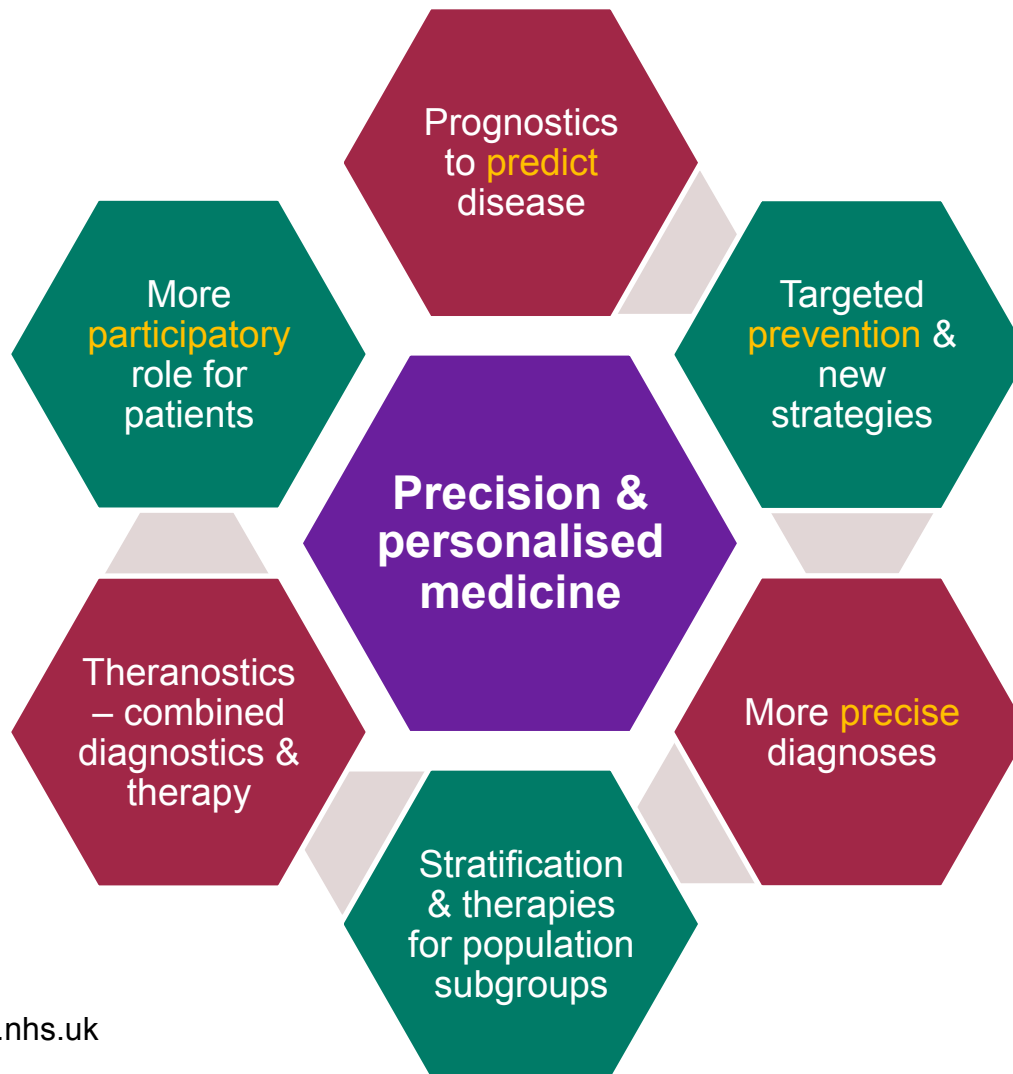 Prognostics
to predict
disease
Targeted
prevention &
new
strategies
More precise
diagnoses
Stratification
& therapies
for population
subgroups
Theranostics
– combined
diagnostics &
therapy
More
participatory
role for
patients
Precision &
personalised
medicine
.nhs.uk